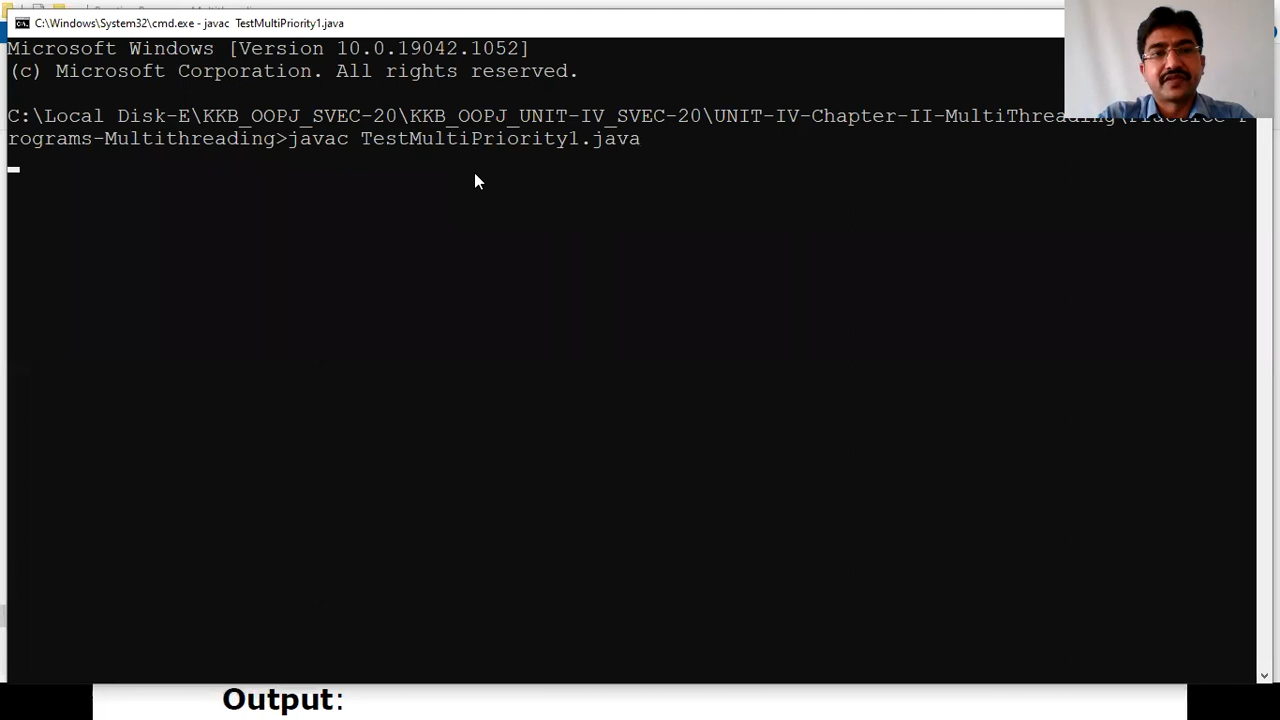 C:\Windows\System32\cmd.exe - javac  TestMultiPriority1.java
Microsoft Windows [Version 10.0.19042.1052]
(c) Microsoft Corporation. All rights reserved.
C:\Local Disk-E\KKB_OOPJ_SVEC-20\KKB_OOPJ_UNIT-IV_SVEC-20\UNIT-IV-Chapter-II-MultiThreading\Practice-P
rograms-Multithreading>javac TestMultiPriority1.java
Output: